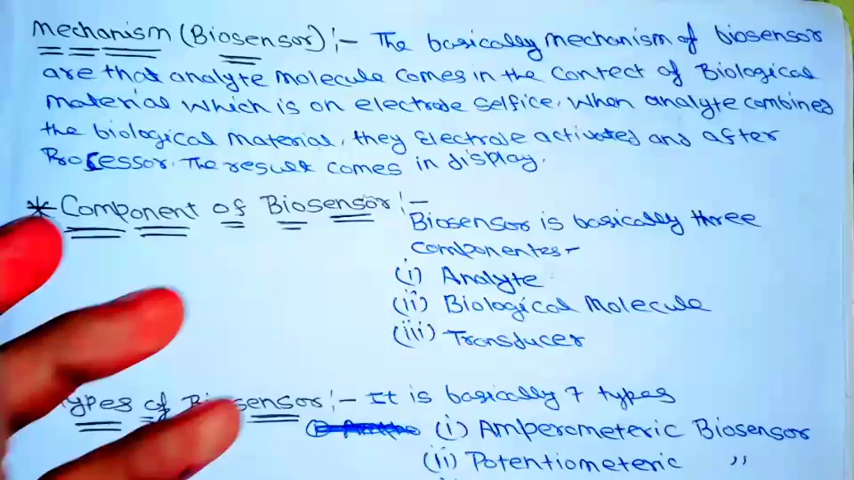 Mechanism (Biosensor) :- The basically mechanism of biosensor
are that analyte molecule comes in the contect of Biological
material which is on electrode selfice. When analyte combined
the biological material, they Electrode activated and after
Processor. The result comes in display.
* Component of Biosensor :-
Biosensor is basically three
componentes -
(i) Analyte
(ii) Biological Molecule
(iii) Transducer
Types of Biosensor :- It is basically 7 types
(i) Amperometeric Biosensor
(ii) Potentiometeric ,,